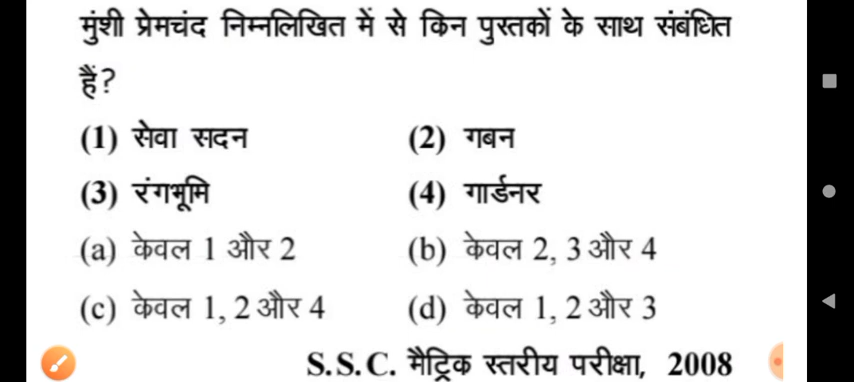 मुंशी प्रेमचंद निम्नलिखित में से किन पुस्तकों के साथ संबंधित
हैं?
(1) सेवा सदन (2) गबन
(3) रंगभूमि (4) गार्डनर
(a) केवल 1 और 2 (b) केवल 2, 3 और 4
(c) केवल 1, 2 और 4 (d) केवल 1, 2 और 3
S.S.C. मैट्रिक स्तरीय परीक्षा, 2008